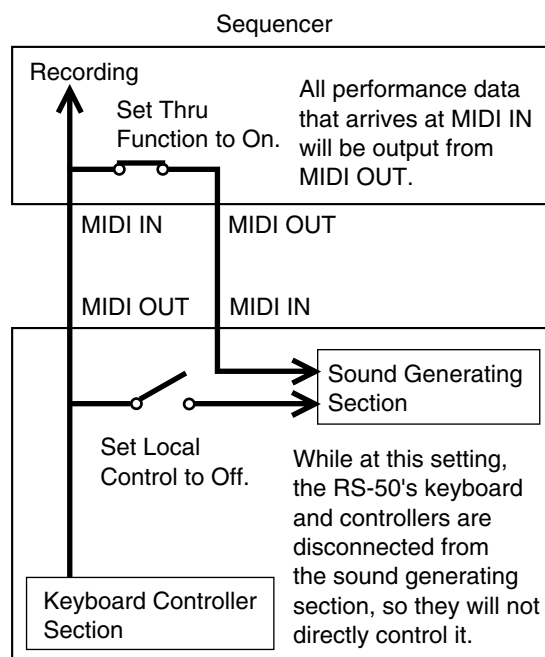 Sequencer
Recording
Set Thru
Function to On.
All performance data
that arrives at MIDI IN
will be output from
MIDI OUT.
MIDI IN
MIDI OUT
MIDI OUT
MIDI IN
Sound Generating
Section
Set Local
Control to Off.
While at this setting,
the RS-50's keyboard
and controllers are
disconnected from
the sound generating
section, so they will not
directly control it.
Keyboard Controller
Section